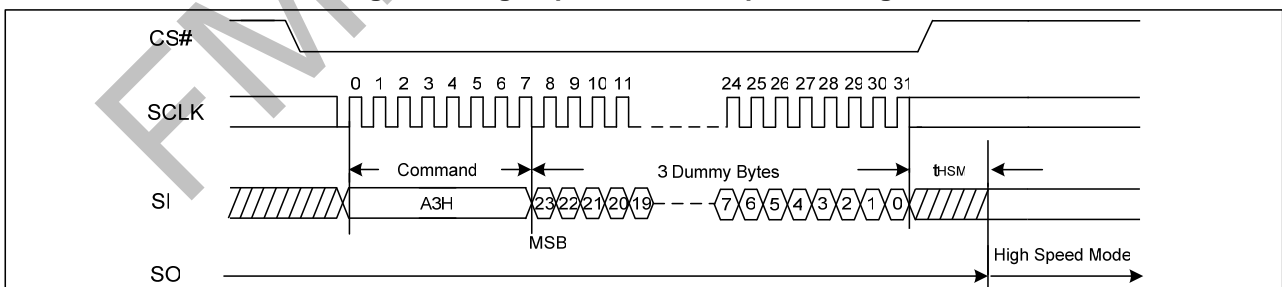 CS#
0 1 2 3 4 5 6 7 8 9 10 11 24 25 26 27 28 29 30 31
SCLK
Command 3 Dummy Bytes tHSM
SI A3H 23 22 21 20 19 7 6 5 4 3 2 1 0
MSB
High Speed Mode
SO